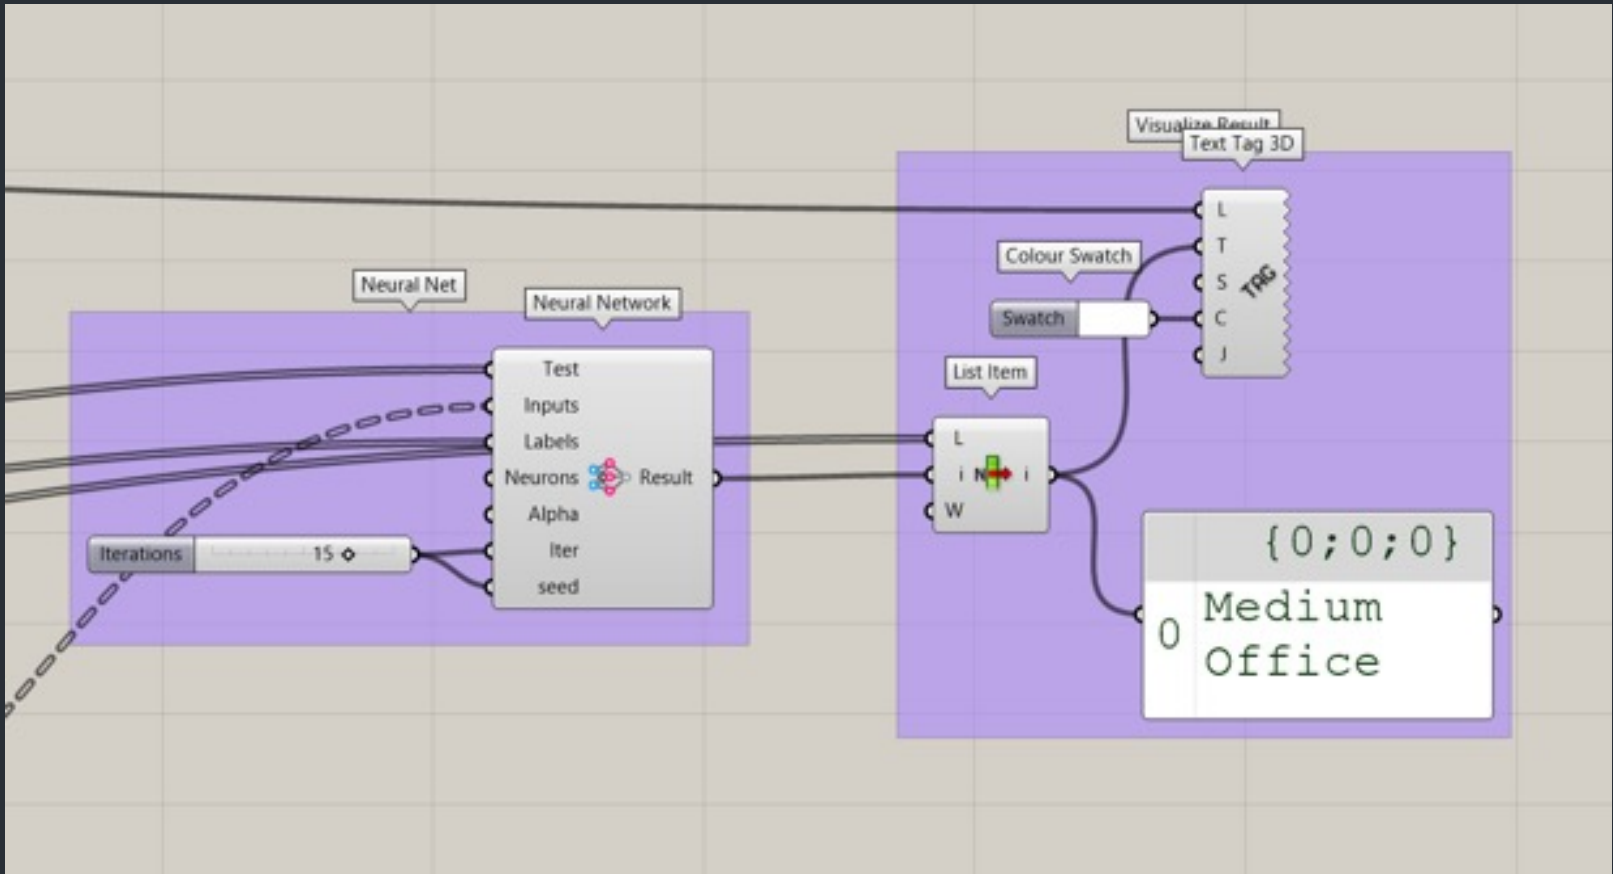 Visualize Result
Text Tag 3D
L
T
S
C
J
TAG
Colour Swatch
Swatch
Neural Net
Neural Network
Test
Inputs
Labels
Neurons
Alpha
Iter
seed
Result
Iterations
15
List Item
L
i
W
N
i
{0;0;0}
0
Medium
Office